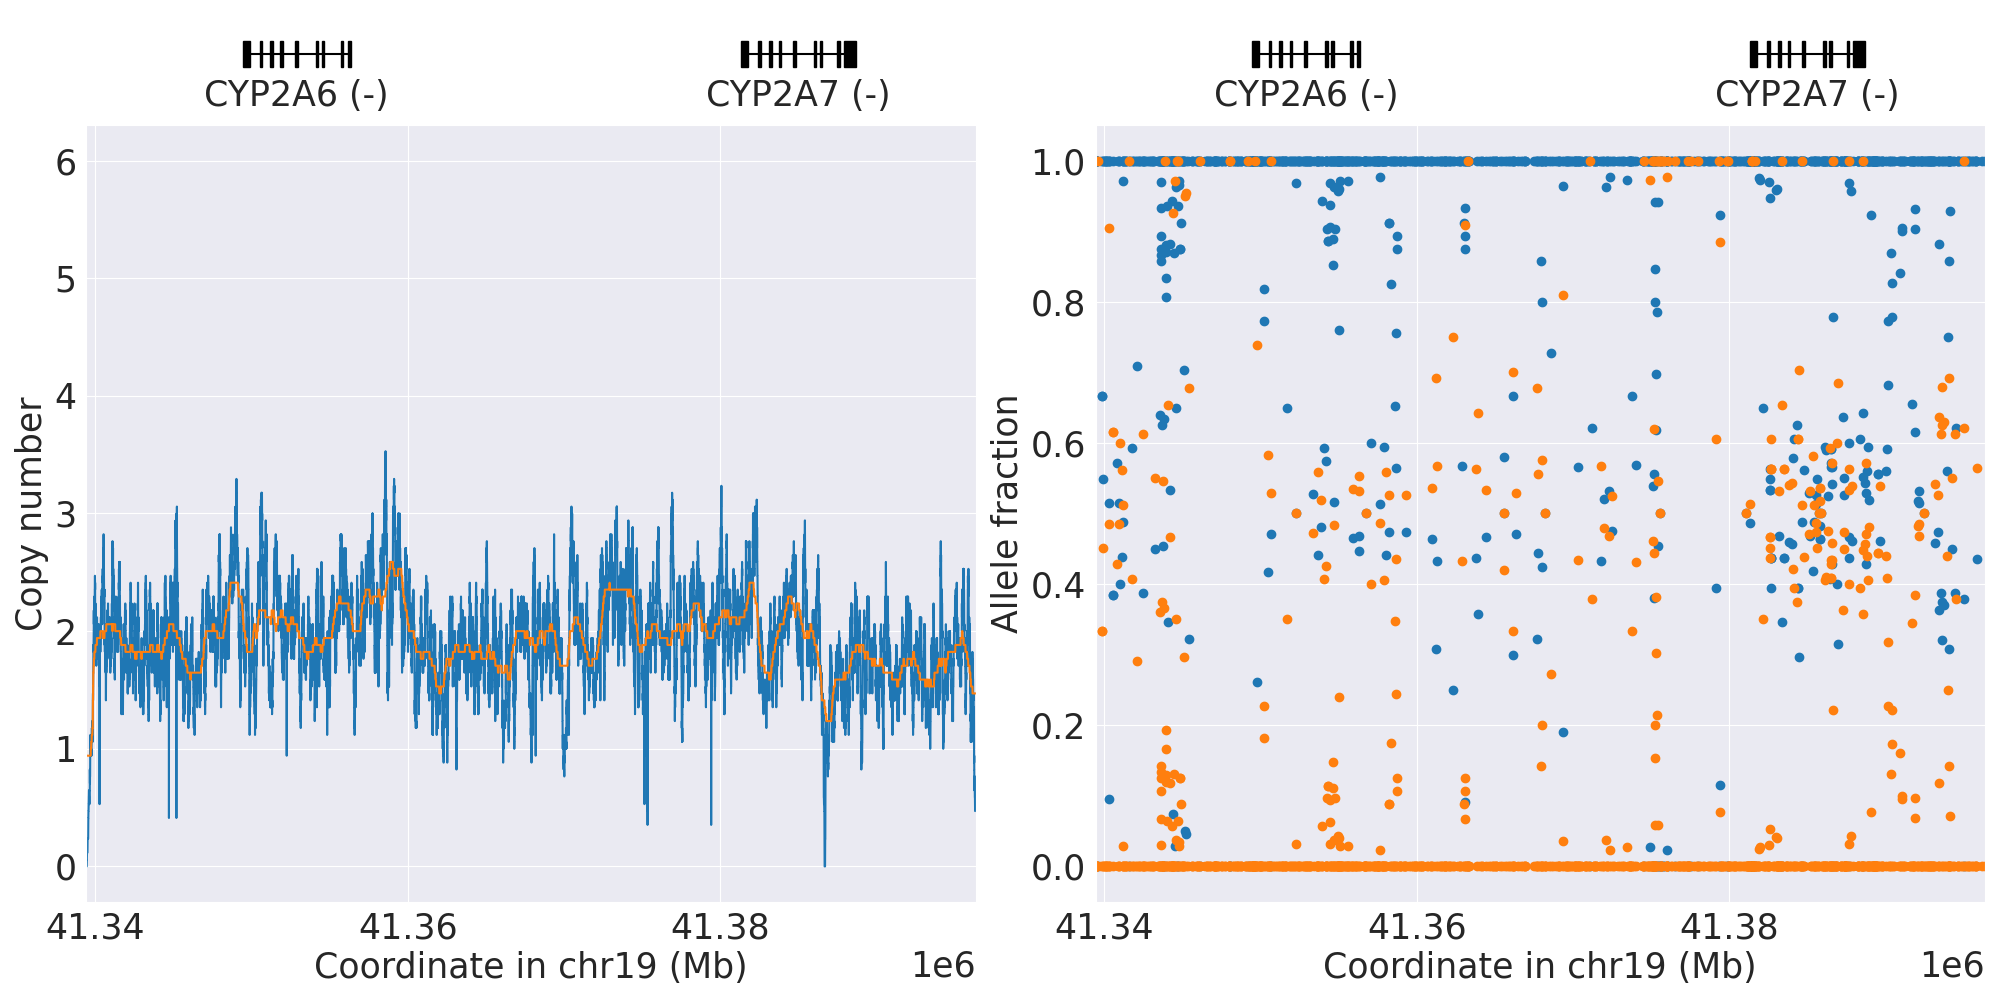 CYP2A6 (-)
CYP2A7 (-)
Copy number
6
5
4
3
2
1
0
41.34
41.36
41.38
Coordinate in chr19 (Mb)
1e6
CYP2A6 (-)
CYP2A7 (-)
Allele fraction
1.0
0.8
0.6
0.4
0.2
0.0
41.34
41.36
41.38
Coordinate in chr19 (Mb)
1e6